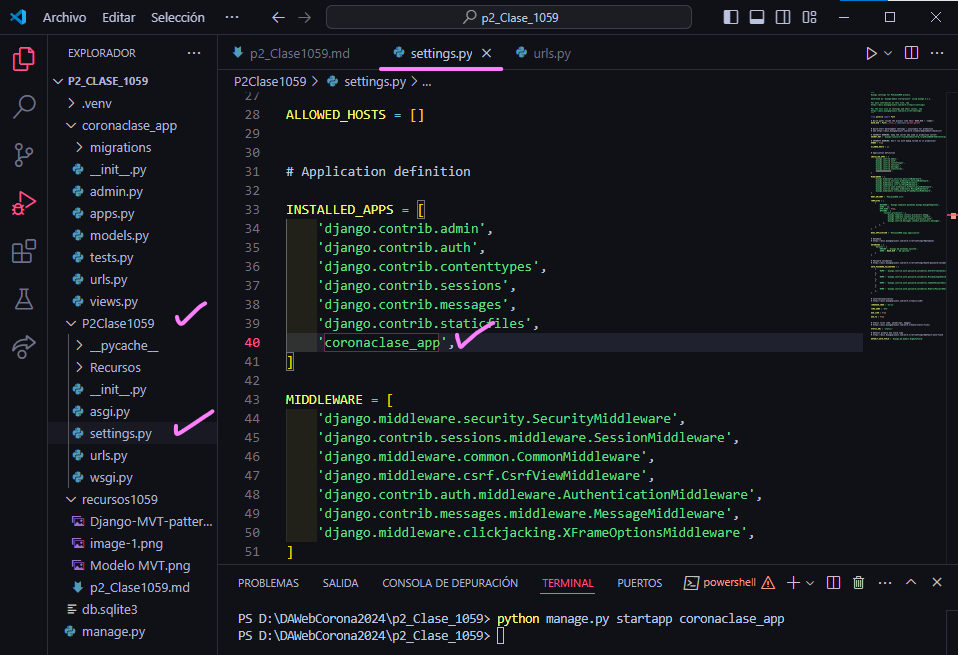 Archivo Editar Selección ··· p2_Clase_1059
EXPLORADOR ···
P2_CLASE_1059
.venv
coronaclase_app
migrations
__init__.py
admin.py
apps.py
models.py
tests.py
urls.py
views.py
P2Clase1059
__pycache__
Recursos
__init__.py
asgi.py
settings.py
urls.py
wsgi.py
recursos1059
Django-MVT-patter...
image-1.png
Modelo MVT.png
p2_Clase1059.md
db.sqlite3
manage.py
p2_Clase1059.md settings.py urls.py
P2Clase1059 > settings.py > ...
27
28 ALLOWED_HOSTS = []
29
30
31 # Application definition
32
33 INSTALLED_APPS = [
34 'django.contrib.admin',
35 'django.contrib.auth',
36 'django.contrib.contenttypes',
37 'django.contrib.sessions',
38 'django.contrib.messages',
39 'django.contrib.staticfiles',
40 'coronaclase_app',
41 ]
42
43 MIDDLEWARE = [
44 'django.middleware.security.SecurityMiddleware',
45 'django.contrib.sessions.middleware.SessionMiddleware',
46 'django.middleware.common.CommonMiddleware',
47 'django.middleware.csrf.CsrfViewMiddleware',
48 'django.contrib.auth.middleware.AuthenticationMiddleware',
49 'django.contrib.messages.middleware.MessageMiddleware',
50 'django.middleware.clickjacking.XFrameOptionsMiddleware',
51 ]
PROBLEMAS SALIDA CONSOLA DE DEPURACIÓN TERMINAL PUERTOS powershell
PS D:\DAWebCorona2024\p2_Clase_1059> python manage.py startapp coronaclase_app
PS D:\DAWebCorona2024\p2_Clase_1059>